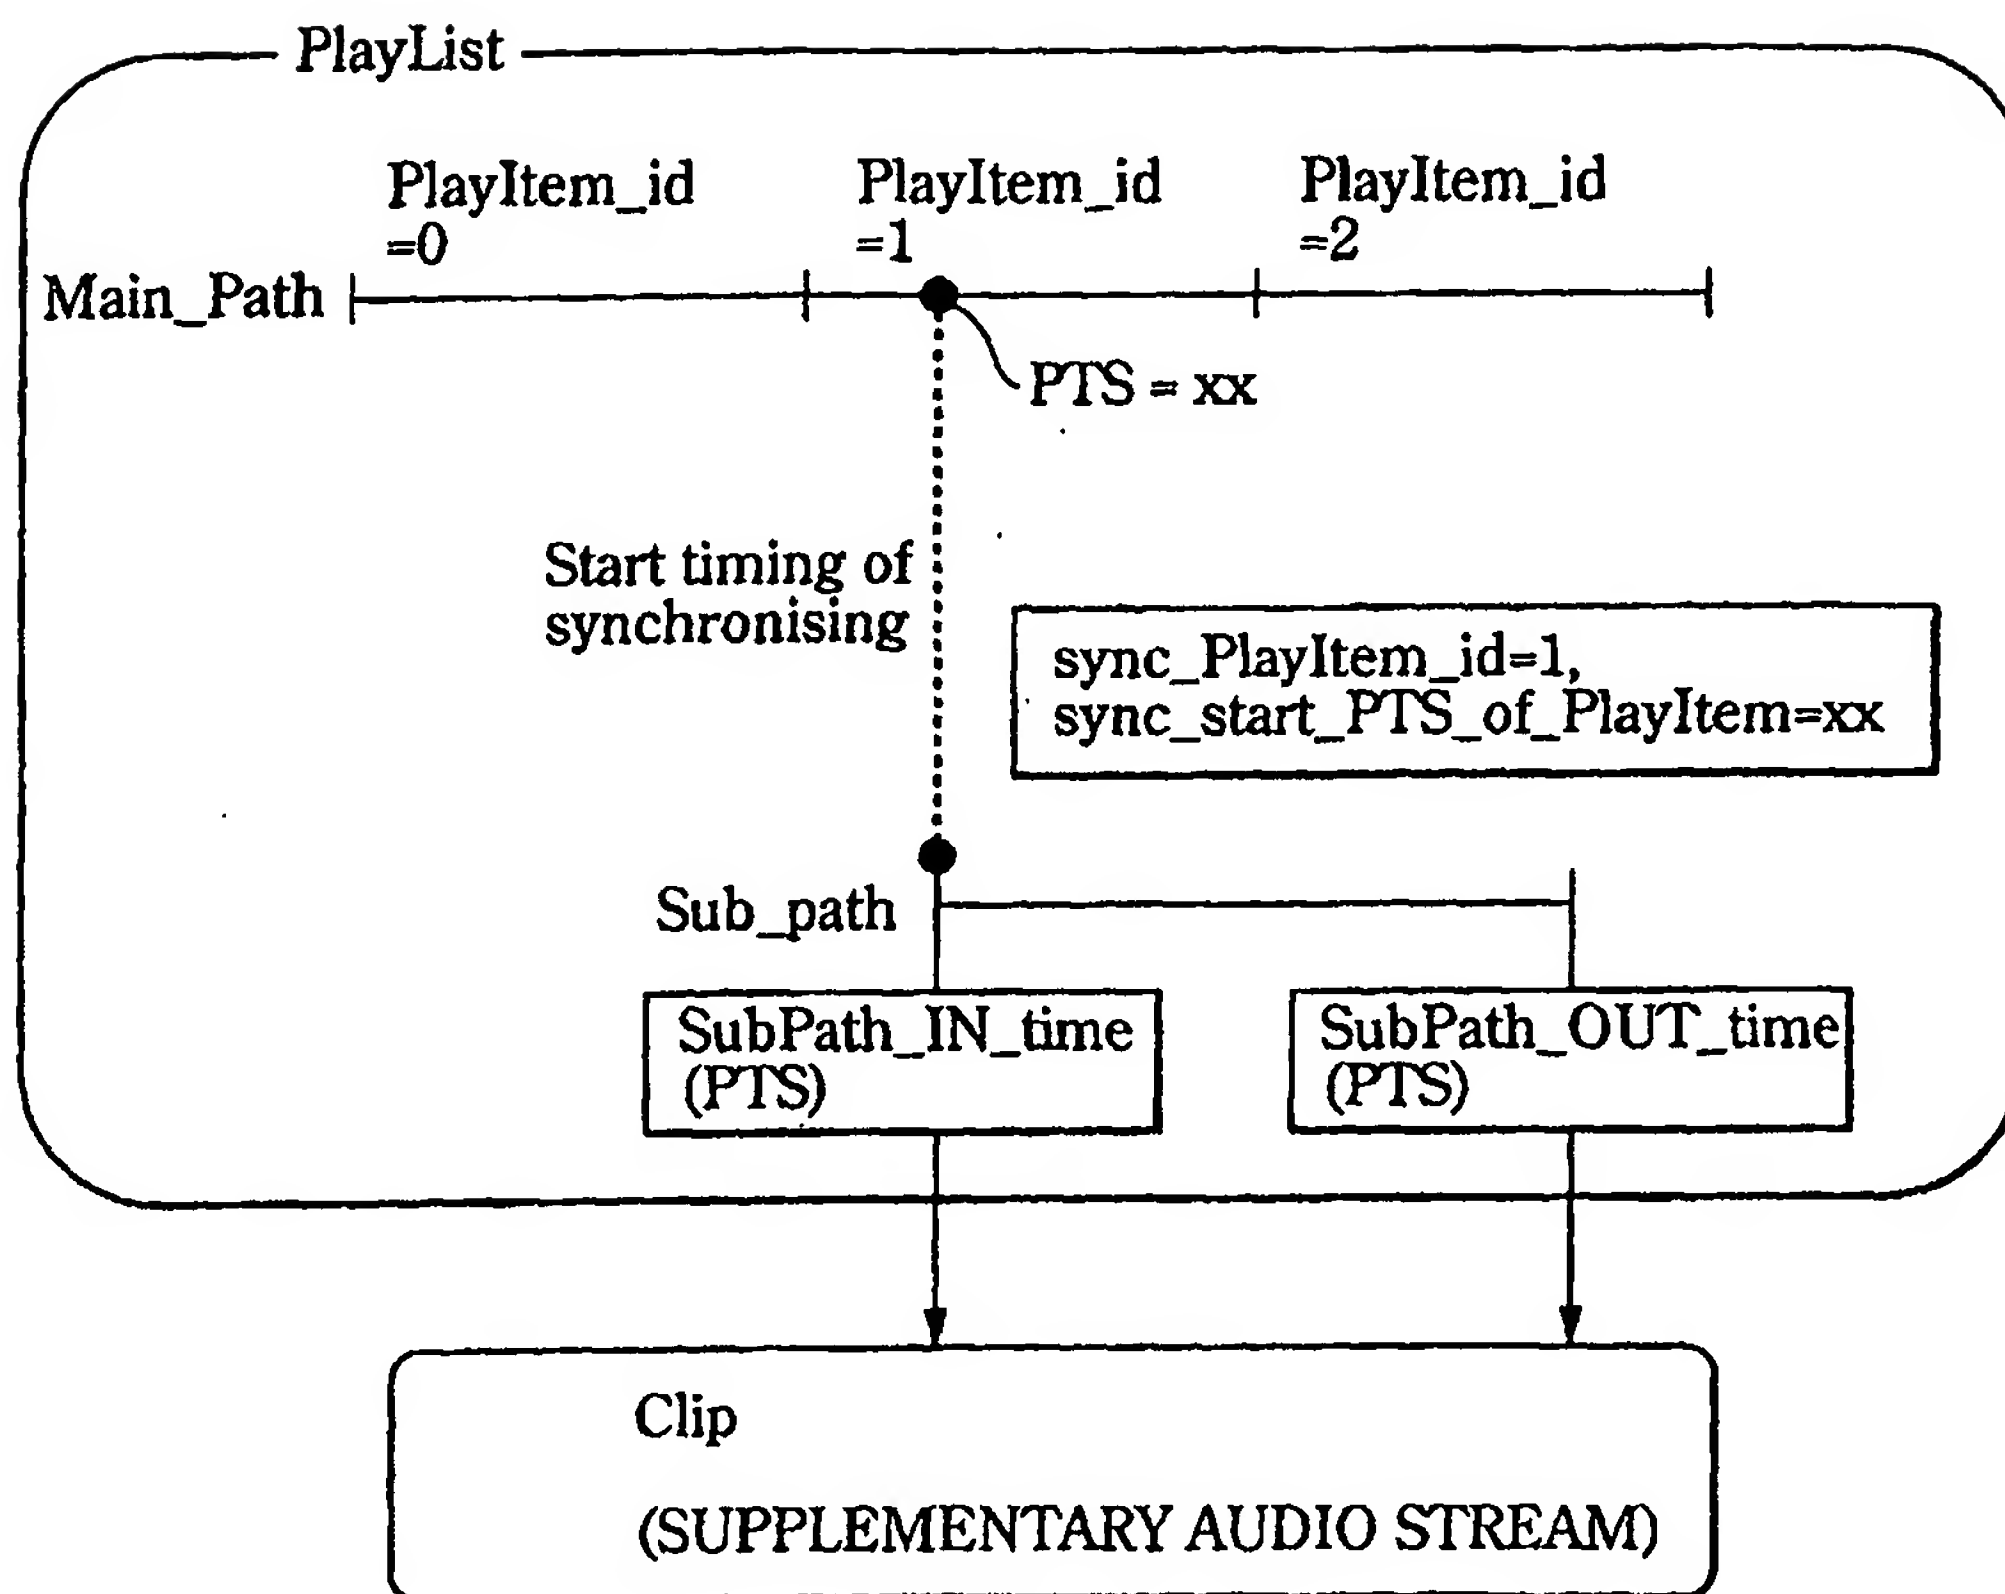 PlayList
PlayItem_id
=0
PlayItem_id
=1
PlayItem_id
=2
Main_Path
PTS = xx
Start timing of
synchronising
sync_PlayItem_id=1,
sync_start_PTS_of_PlayItem=xx
Sub_path
SubPath_IN_time
(PTS)
SubPath_OUT_time
(PTS)
Clip
(SUPPLEMENTARY AUDIO STREAM)